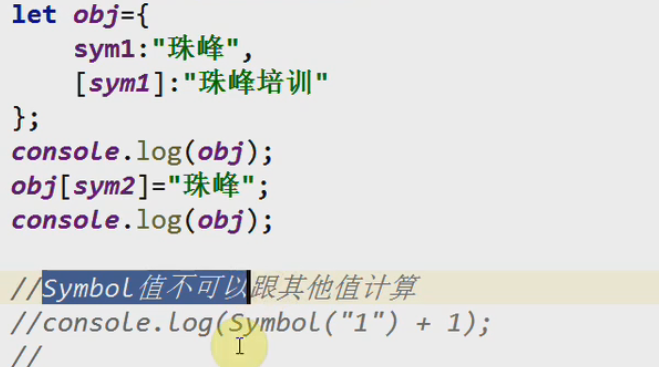 let obj={
    sym1:"珠峰",
    [sym1]:"珠峰培训"
};
console.log(obj);
obj[sym2]="珠峰";
console.log(obj);
//Symbol值不可以跟其他值计算
//console.log(Symbol("1") + 1);
//